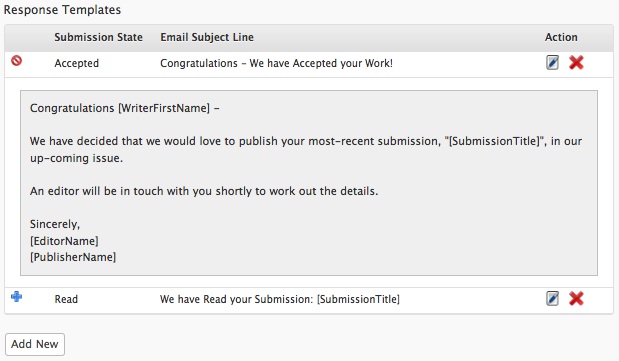 Response Templates
Submission State Email Subject Line Action
Accepted Congratulations - We have Accepted your Work!
Congratulations [WriterFirstName] -
We have decided that we would love to publish your most-recent submission, "[SubmissionTitle]", in our
up-coming issue.
An editor will be in touch with you shortly to work out the details.
Sincerely,
[EditorName]
[PublisherName]
Read We have Read your Submission: [SubmissionTitle]
Add New